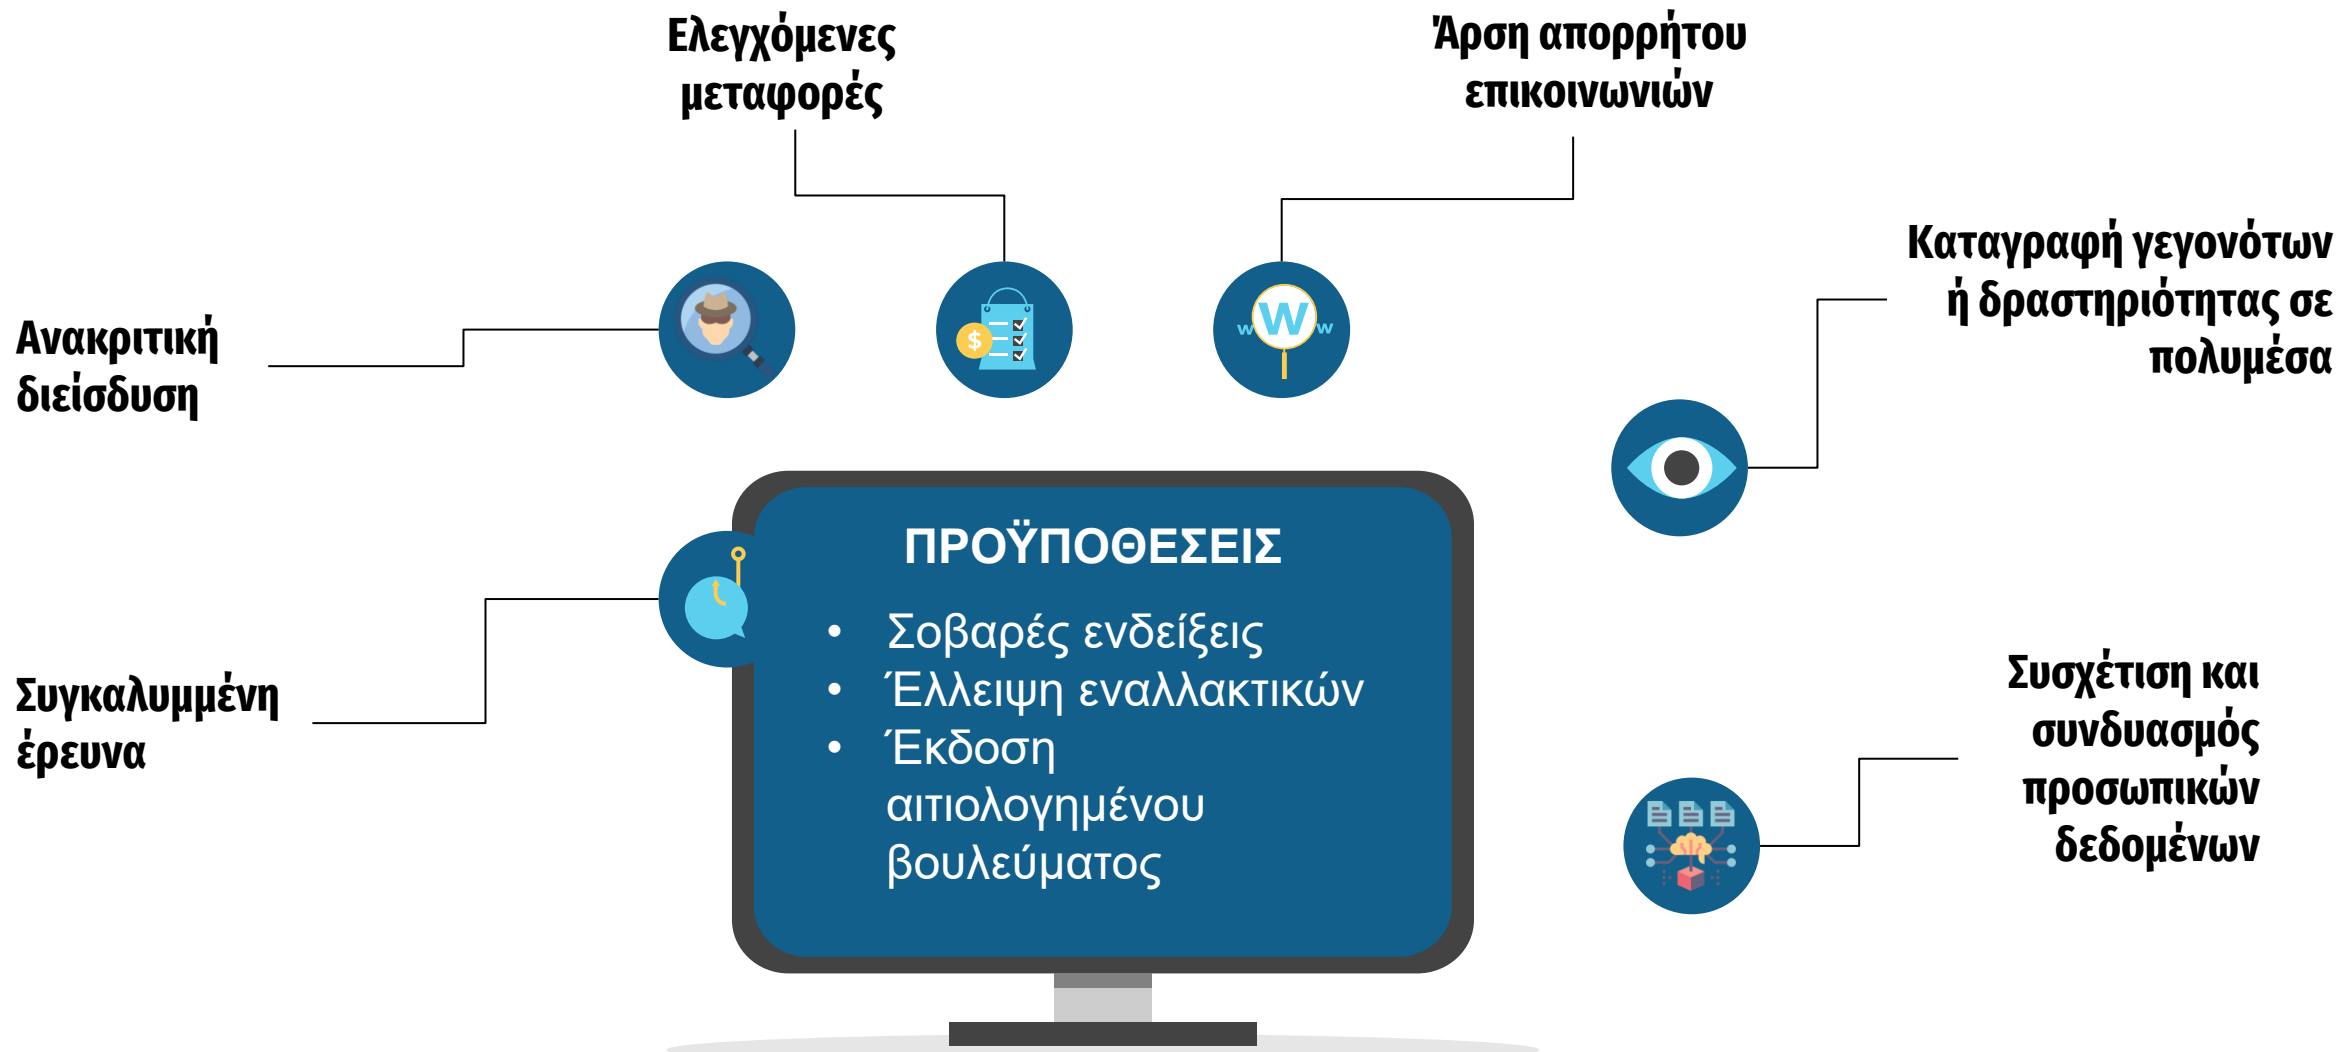 Ελεγχόμενες
μεταφορές
Άρση απορρήτου
επικοινωνιών
Καταγραφή γεγονότων
ή δραστηριότητας σε
πολυμέσα
Ανακριτική
διείσδυση
$
w W w
ΠΡΟΫΠΟΘΕΣΕΙΣ
• Σοβαρές ενδείξεις
• Έλλειψη εναλλακτικών
• Έκδοση
αιτιολογημένου
βουλεύματος
Συγκαλυμμένη
έρευνα
Συσχέτιση και
συνδυασμός
προσωπικών
δεδομένων